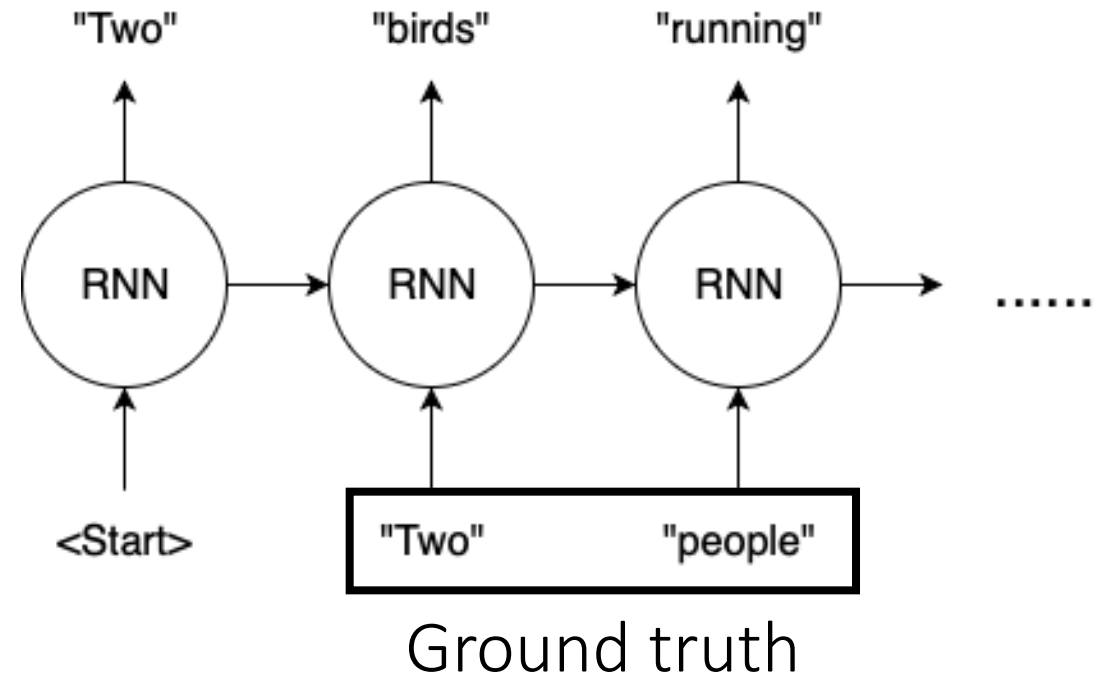 "Two" "birds" "running"
RNN RNN RNN ......
<Start> "Two" "people"
Ground truth